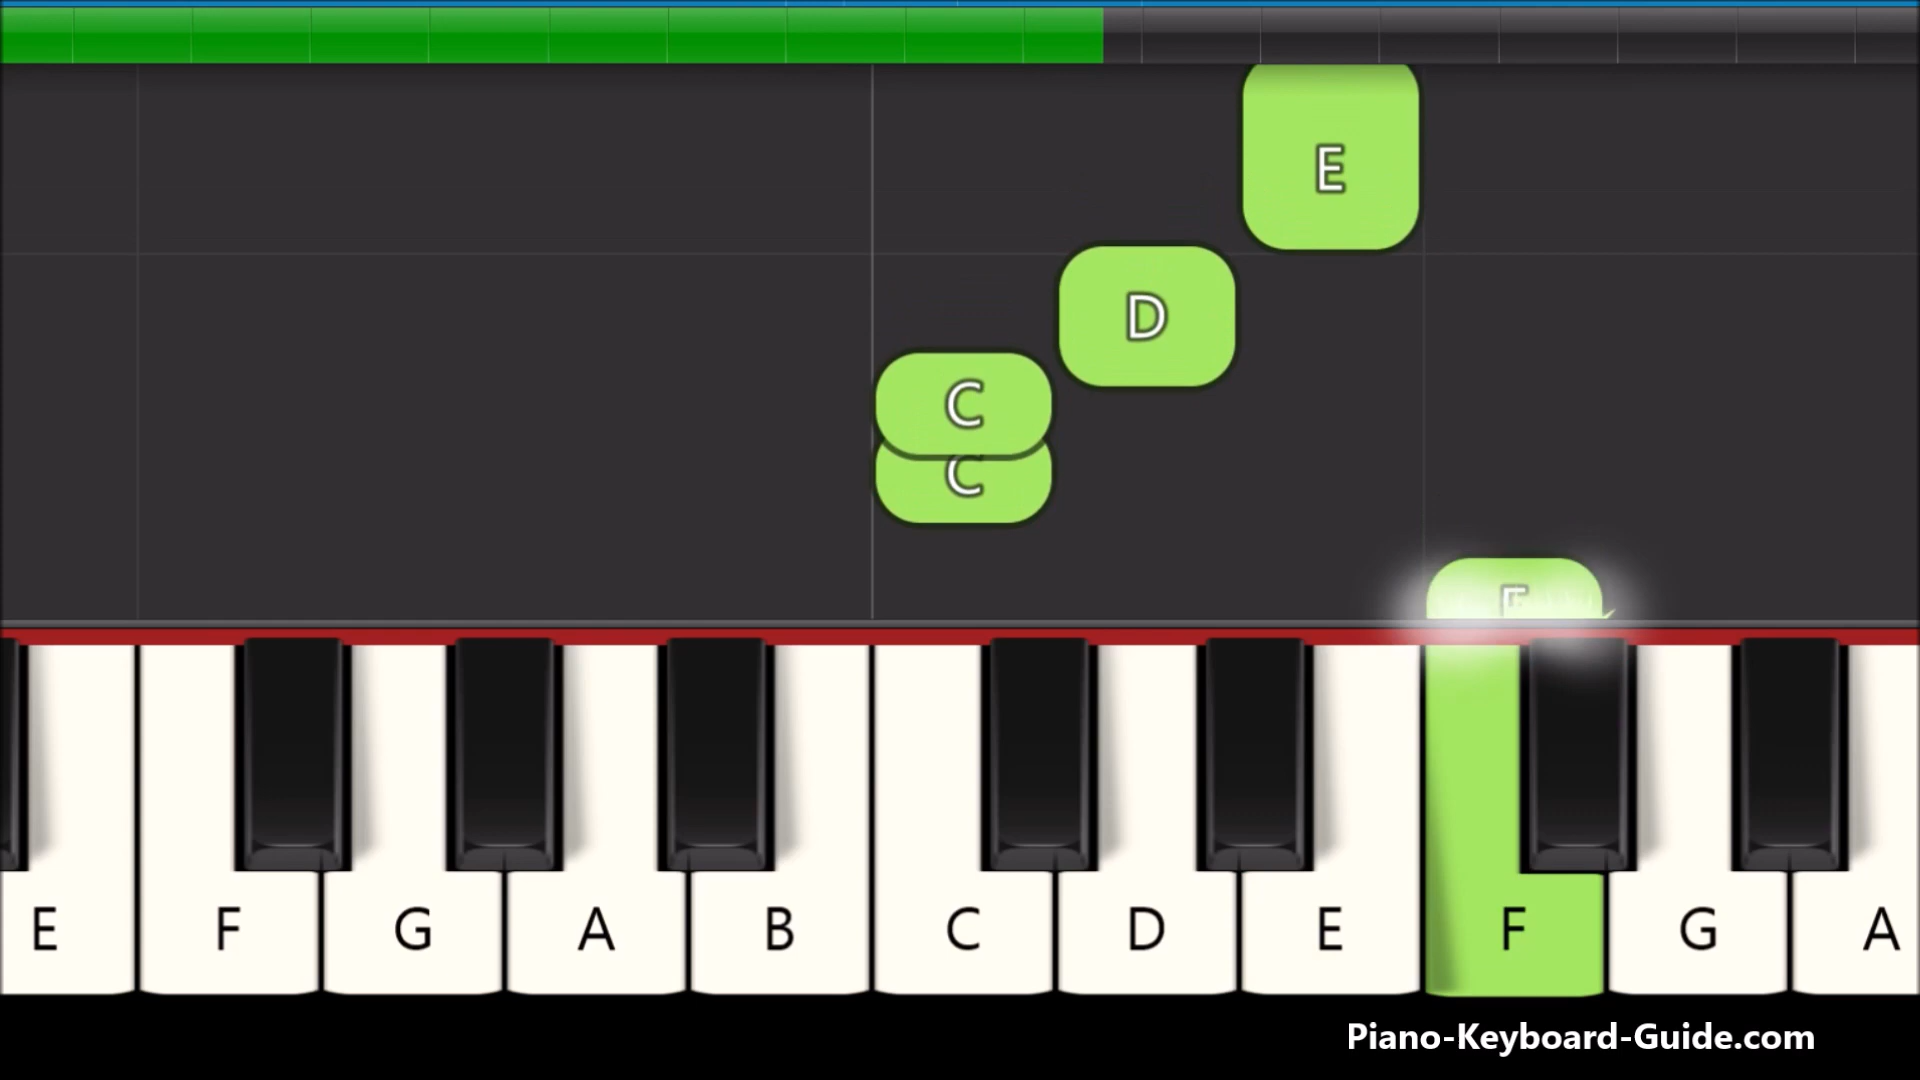 E
D
C
C
F
E F G A B C D E F G A
Piano-Keyboard-Guide.com